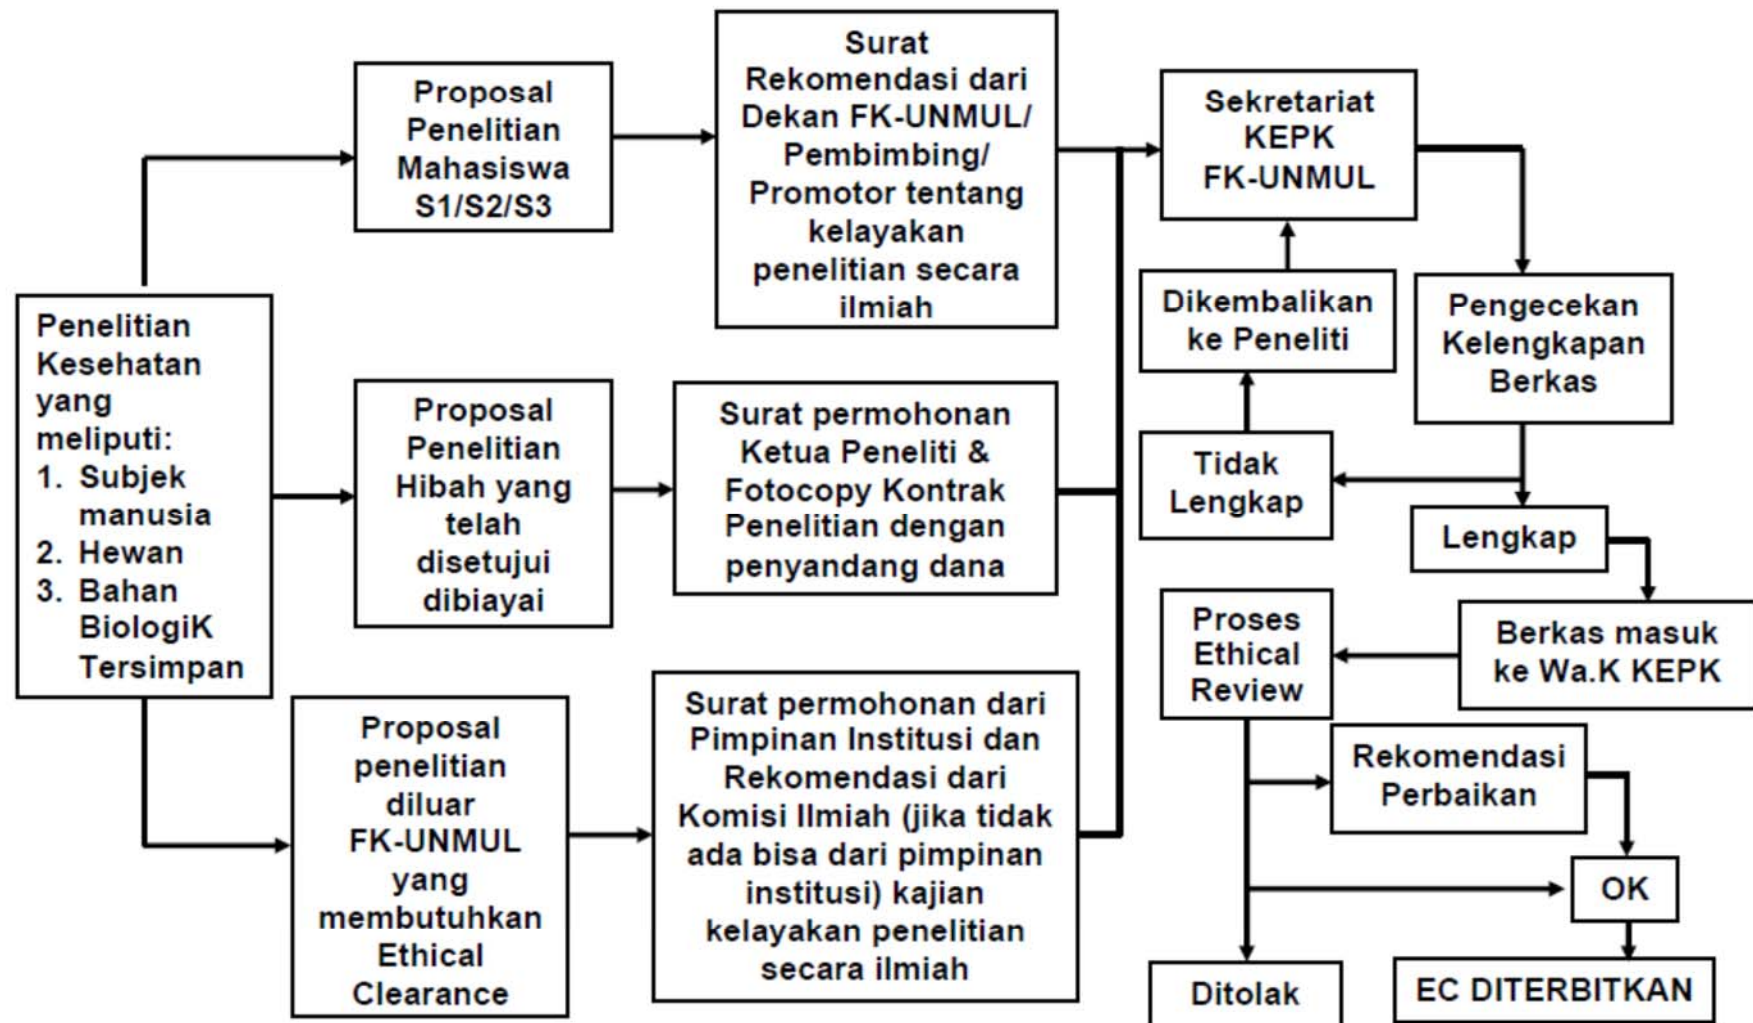 Penelitian
Kesehatan
yang
meliputi:
1. Subjek
manusia
2. Hewan
3. Bahan
BiologiK
Tersimpan
Proposal
Penelitian
Mahasiswa
S1/S2/S3
Surat
Rekomendasi dari
Dekan FK-UNMUL/
Pembimbing/
Promotor tentang
kelayakan
penelitian secara
ilmiah
Proposal
Penelitian
Hibah yang
telah
disetujui
dibiayai
Surat permohonan
Ketua Peneliti &
Fotocopy Kontrak
Penelitian dengan
penyandang dana
Proposal
penelitian
diluar
FK-UNMUL
yang
membutuhkan
Ethical
Clearance
Surat permohonan dari
Pimpinan Institusi dan
Rekomendasi dari
Komisi Ilmiah (jika tidak
ada bisa dari pimpinan
institusi) kajian
kelayakan penelitian
secara ilmiah
Sekretariat
KEPK
FK-UNMUL
Dikembalikan
ke Peneliti
Pengecekan
Kelengkapan
Berkas
Tidak
Lengkap
Lengkap
Berkas masuk
ke Wa.K KEPK
Proses
Ethical
Review
Rekomendasi
Perbaikan
OK
Ditolak
EC DITERBITKAN